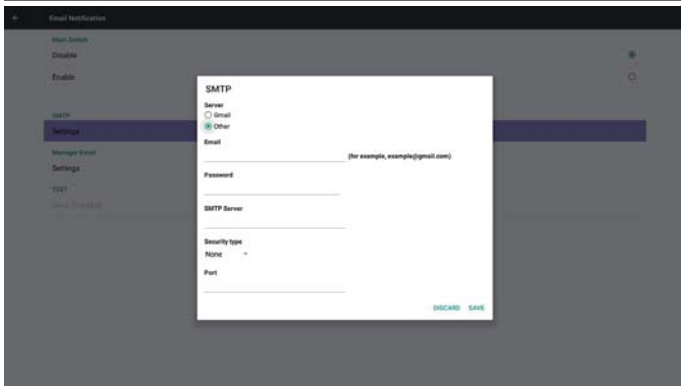 Email Notification
Main Switch
Disable
Enable
SMTP
Settings
Manager Email
Settings
TEST
SMTP
Server
Gmail
Other
Email
(for example, example@gmail.com)
Password
SMTP Server
Security type
None
Port
DISCARD SAVE